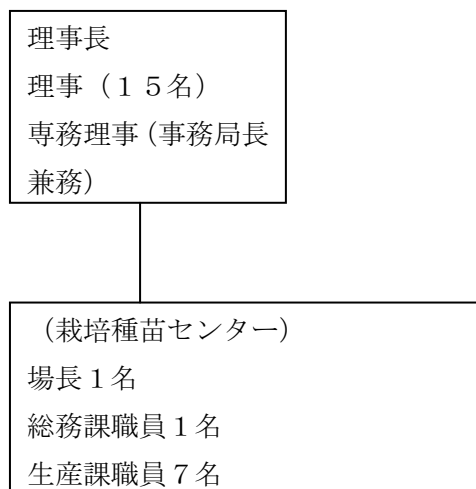 理事長
理事（１５名）
専務理事（事務局長
兼務）
（栽培種苗センター）
場長１名
総務課職員１名
生産課職員７名